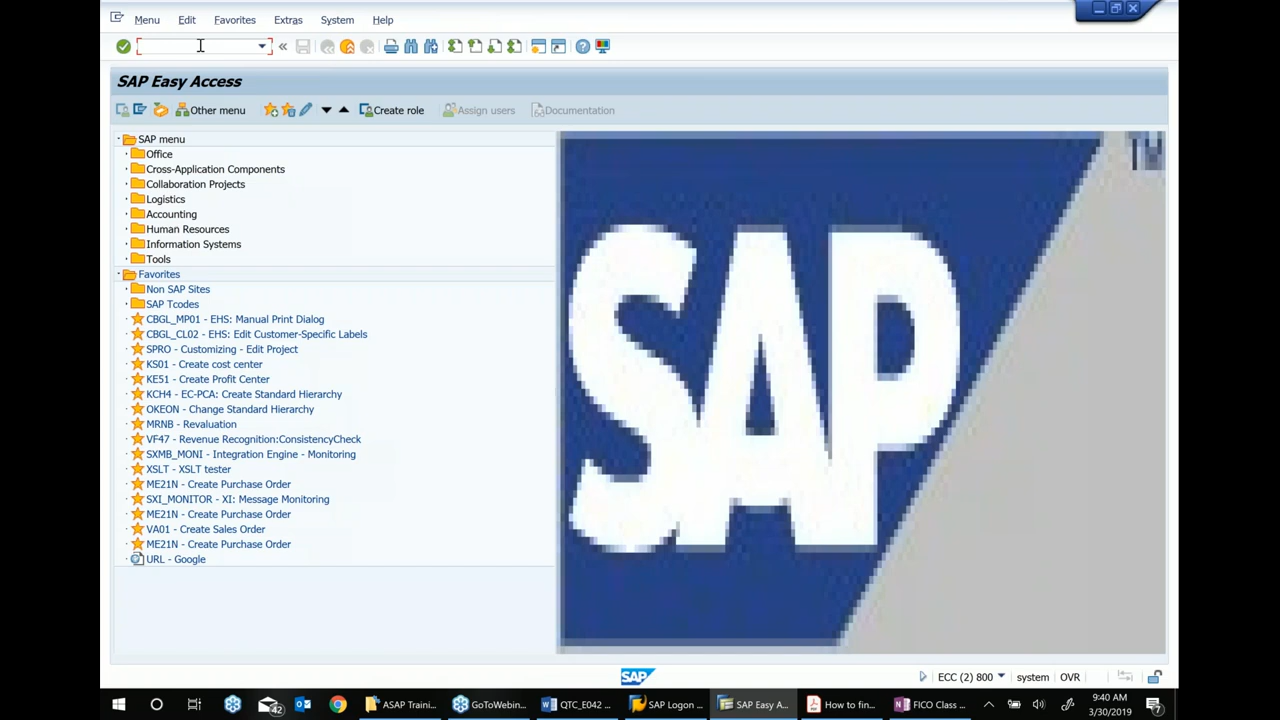 Menu Edit Favorites Extras System Help
SAP Easy Access
Other menu Create role Assign users Documentation
SAP menu
Office
Cross-Application Components
Collaboration Projects
Logistics
Accounting
Human Resources
Information Systems
Tools
Favorites
Non SAP Sites
SAP Tcodes
CBGL_MP01 - EHS: Manual Print Dialog
CBGL_CL02 - EHS: Edit Customer-Specific Labels
SPRO - Customizing - Edit Project
KS01 - Create cost center
KE51 - Create Profit Center
KCH4 - EC-PCA: Create Standard Hierarchy
OKEON - Change Standard Hierarchy
MRNB - Revaluation
VF47 - Revenue Recognition:ConsistencyCheck
SXMB_MONI - Integration Engine - Monitoring
XSLT - XSLT tester
ME21N - Create Purchase Order
SXI_MONITOR - XI: Message Monitoring
ME21N - Create Purchase Order
VA01 - Create Sales Order
ME21N - Create Purchase Order
URL - Google
SAP TM
SAP
ECC (2) 800 system OVR
42 ASAP Traini... GoToWebin... QTC_E042 ... SAP Logon ... SAP Easy A... How to fin... FICO Class ... 9:40 AM
3/30/2019 7